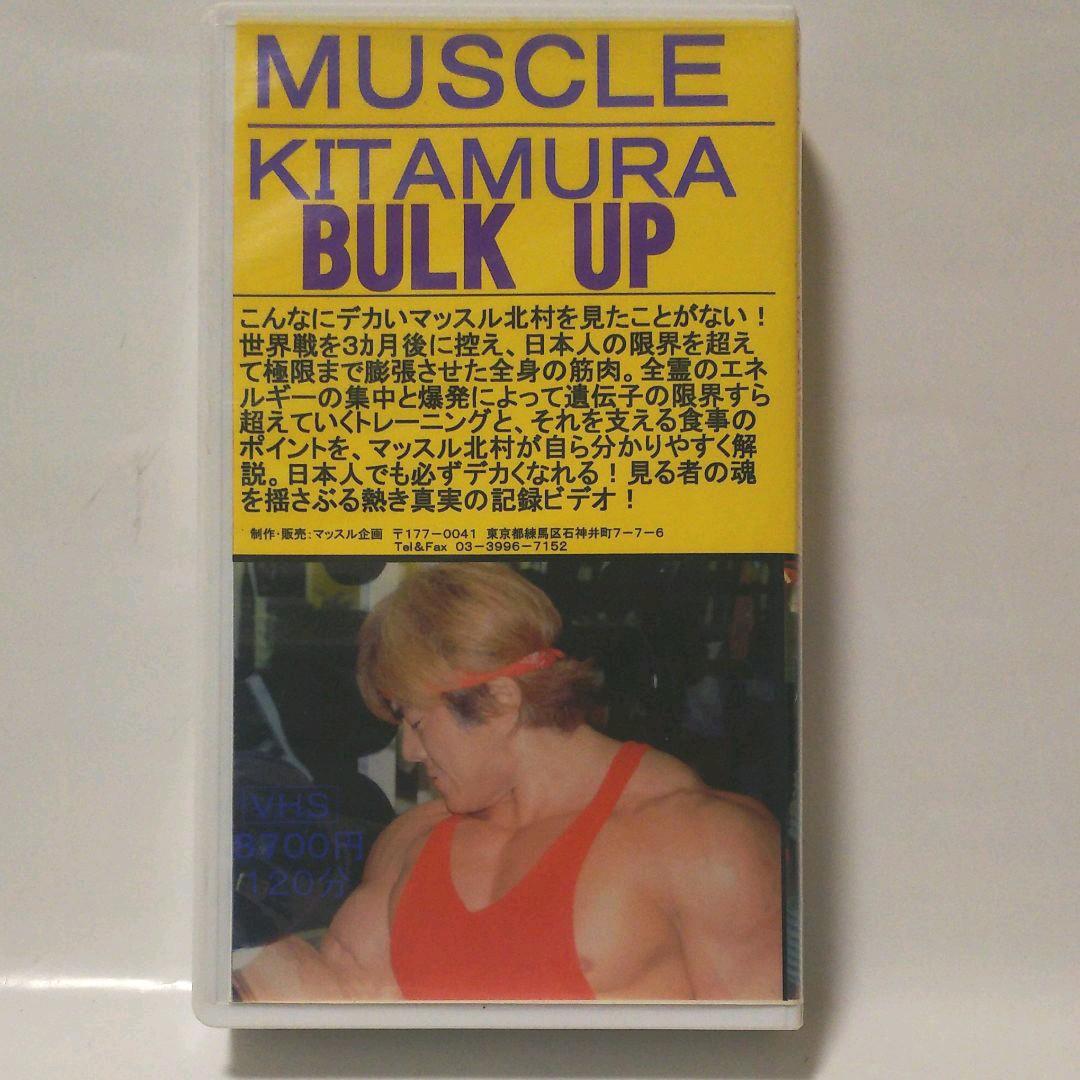 MUSCLE
KITAMURA
BULK UP
こんなにデカいマッスル北村を見たことがない！
世界戦を3カ月後に控え、日本人の限界を超え
て極限まで膨張させた全身の筋肉。全霊のエネ
ルギーの集中と爆発によって遺伝子の限界すら
超えていくトレーニングと、それを支える食事の
ポイントを、マッスル北村が自ら分かりやすく解
説。日本人でも必ずデカくなれる！見る者の魂
を揺さぶる熱き真実の記録ビデオ！
制作・販売：マッスル企画 〒177-0041 東京都練馬区石神井町7-7-6
Tel&Fax 03-3996-7152
VHS
8700円
120分